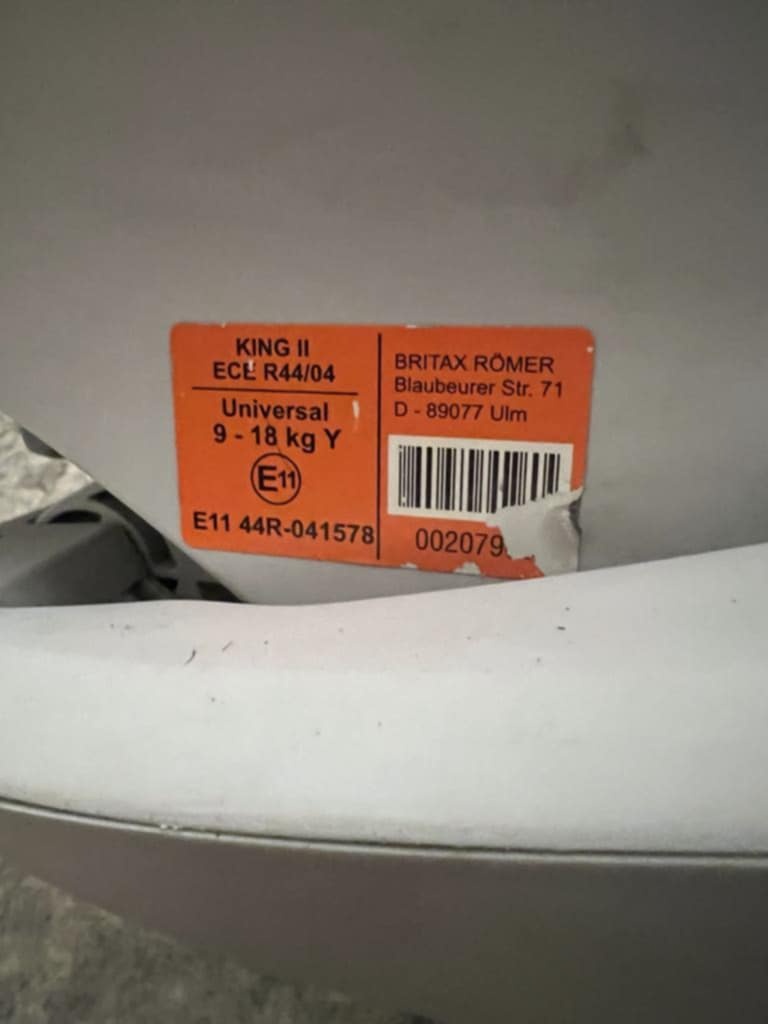 KING II
ECE R44/04
Universal
9 - 18 kg Y
E11
E11 44R-041578
BRITAX RÖMER
Blaubeurer Str. 71
D - 89077 Ulm
002079